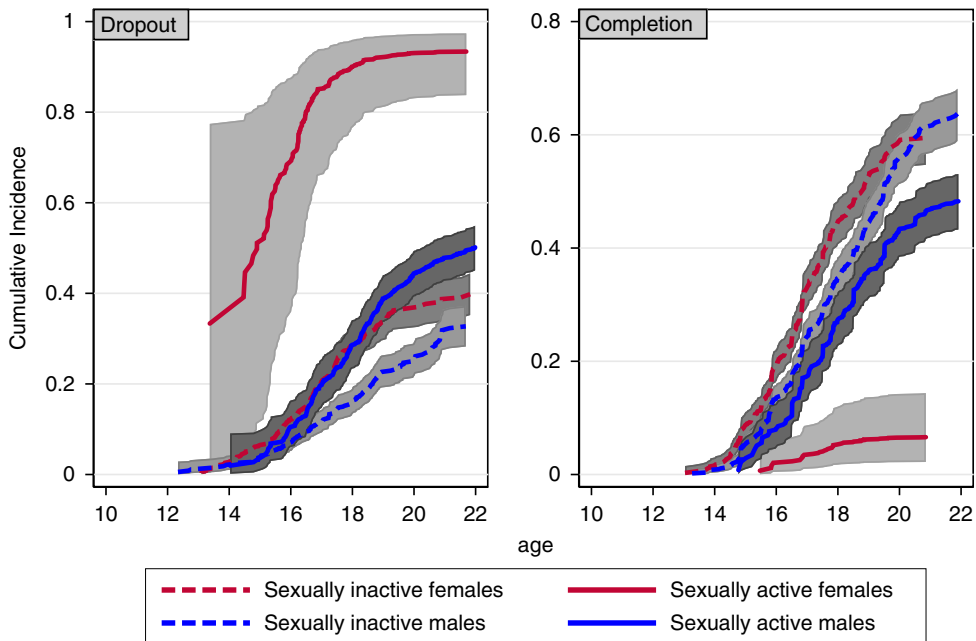 Dropout
Completion
Cumulative Incidence
1
0.8
0.6
0.4
0.2
0
10 12 14 16 18 20 22
0.8
0.6
0.4
0.2
0
10 12 14 16 18 20 22
age
Sexually inactive females Sexually active females
Sexually inactive males Sexually active males